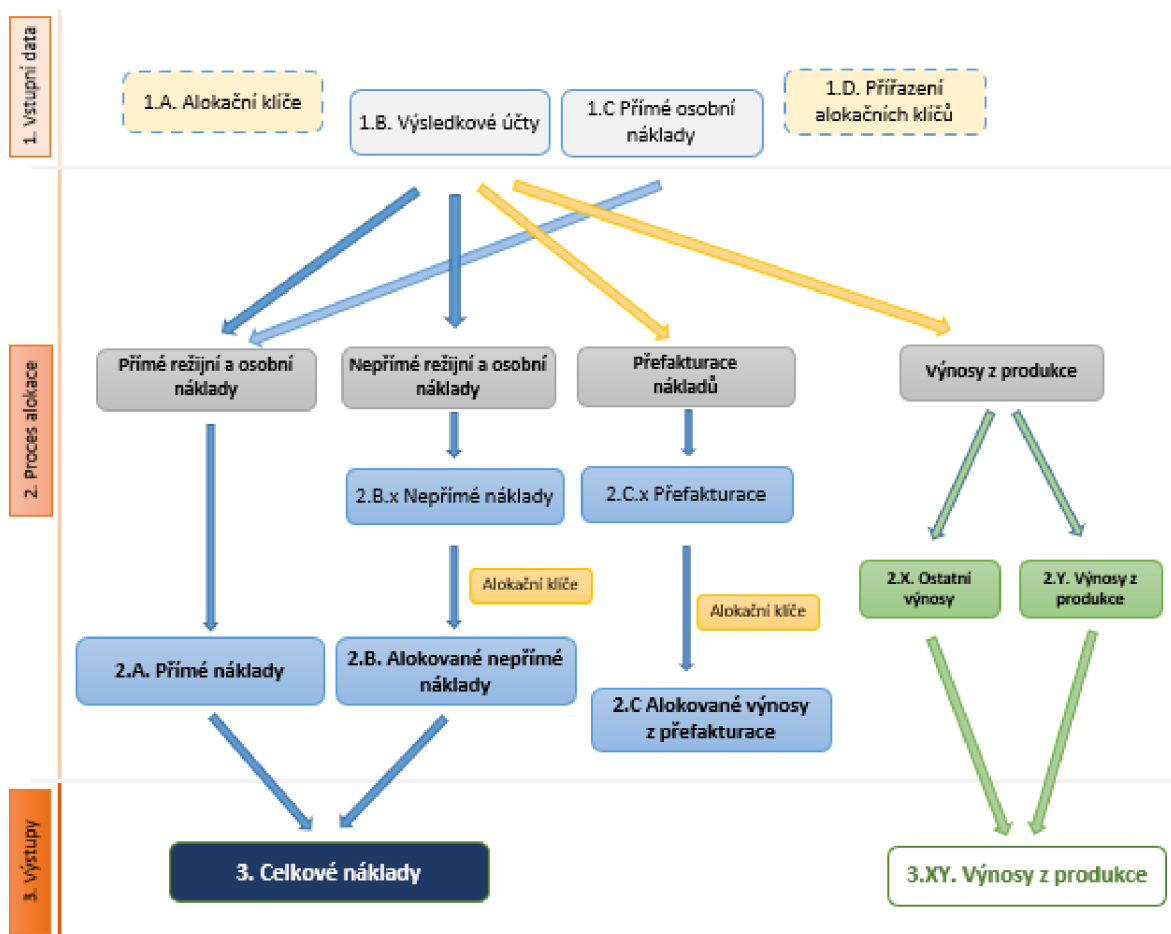 1. Vstupní data
1.A. Alokační klíče
1.B. Výsledkové účty
1.C Přímé osobní
náklady
1.D. Přířazení
alokačních klíčů
2. Proces alokace
Přímé režijní a osobní
náklady
Nepřímé režijní a osobní
náklady
Přefakturace
nákladů
Výnosy z produkce
2.B.x Nepřímé náklady
2.C.x Přefakturace
Alokační klíče
2.X. Ostatní
výnosy
2.Y. Výnosy z
produkce
Alokační klíče
2.A. Přímé náklady
2.B. Alokované nepřímé
náklady
2.C Alokované výnosy
z přefakturace
3. Výstupy
3. Celkové náklady
3.XY. Výnosy z produkce